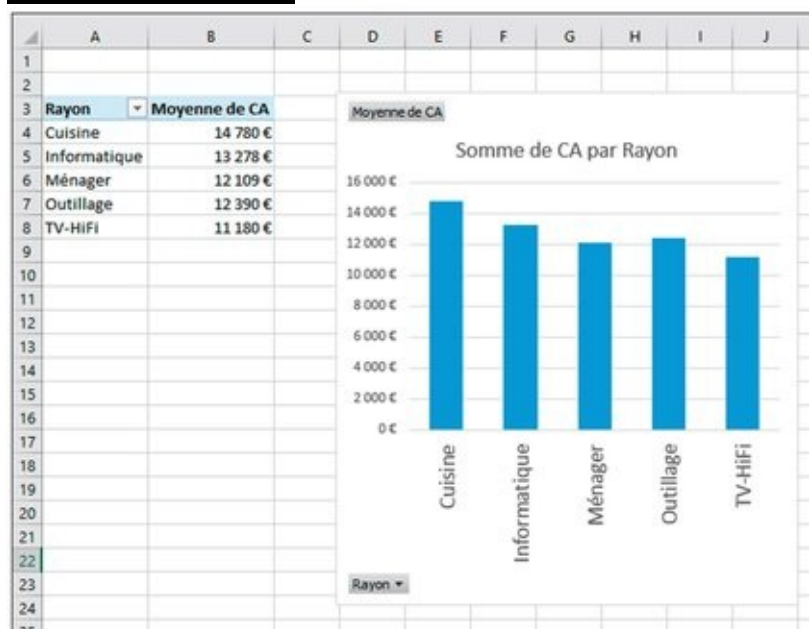 A B C D E F G H I J
1
2
3 Rayon Moyenne de CA
4 Cuisine 14 780 €
5 Informatique 13 278 €
6 Ménager 12 109 €
7 Outillage 12 390 €
8 TV-HiFi 11 180 €
9
10
11
12
13
14
15
16
17
18
19
20
21
22
23
24
Moyenne de CA
Somme de CA par Rayon
16 000 €
14 000 €
12 000 €
10 000 €
8 000 €
6 000 €
4 000 €
2 000 €
0 €
Cuisine
Informatique
Ménager
Outillage
TV-HiFi
Rayon